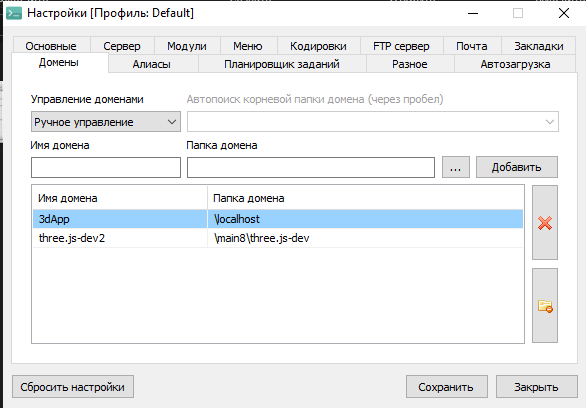 Настройки [Профиль: Default]
Основные Сервер Модули Меню Кодировки FTP сервер Почта Закладки
Домены Алиасы Планировщик заданий Разное Автозагрузка
Управление доменами Автопоиск корневой папки домена (через пробел)
Ручное управление
Имя домена Папка домена
... Добавить
Имя домена Папка домена
3dApp \localhost
three.js-dev2 \main8\three.js-dev
Сбросить настройки Сохранить Закрыть